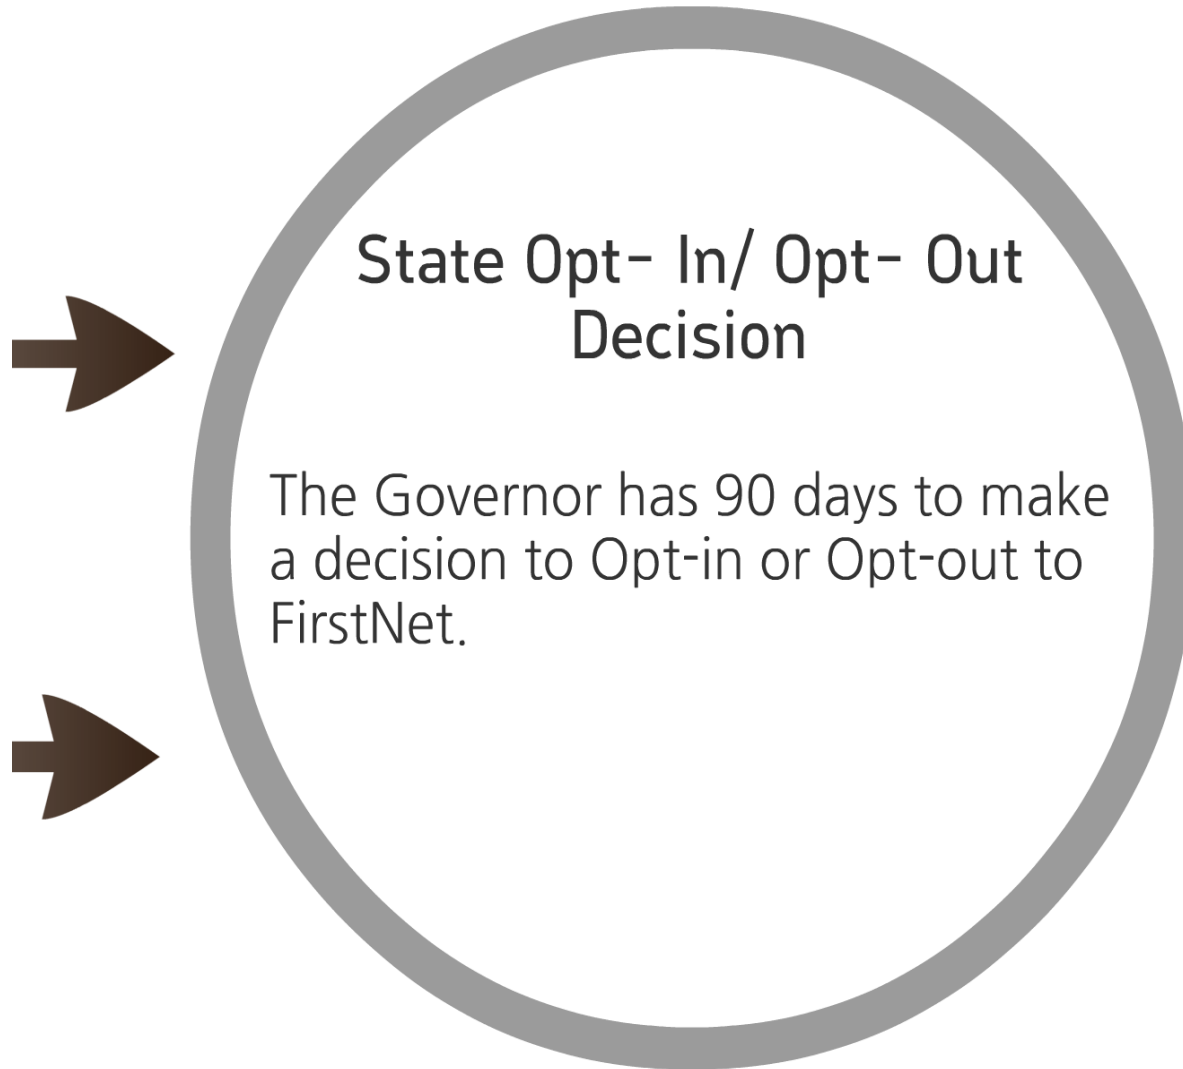 State Opt- In/ Opt- Out
Decision
The Governor has 90 days to make
a decision to Opt-in or Opt-out to
FirstNet.